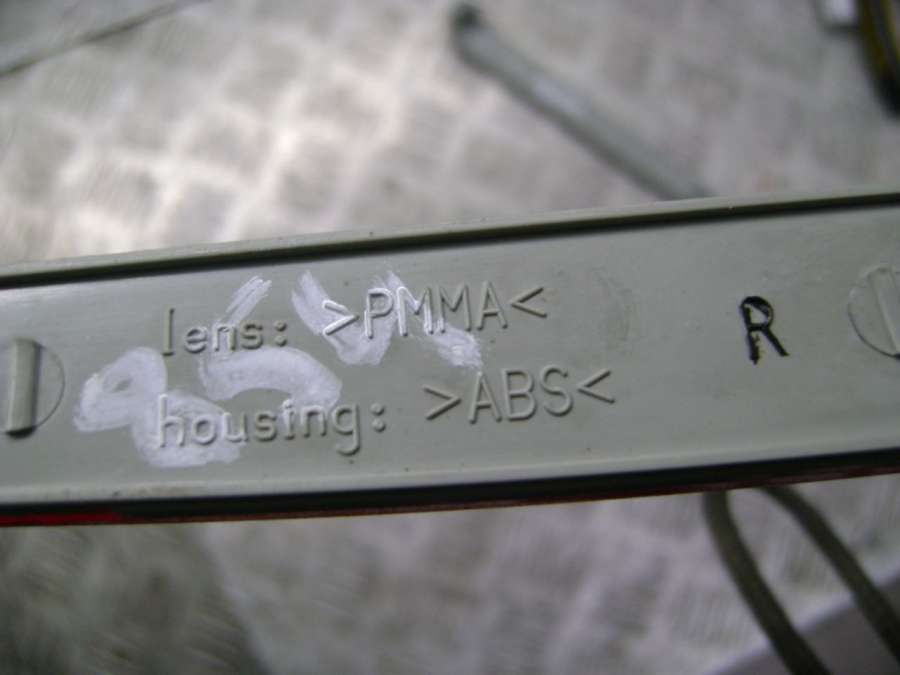 lens: >PMMA<
housing: >ABS<
R